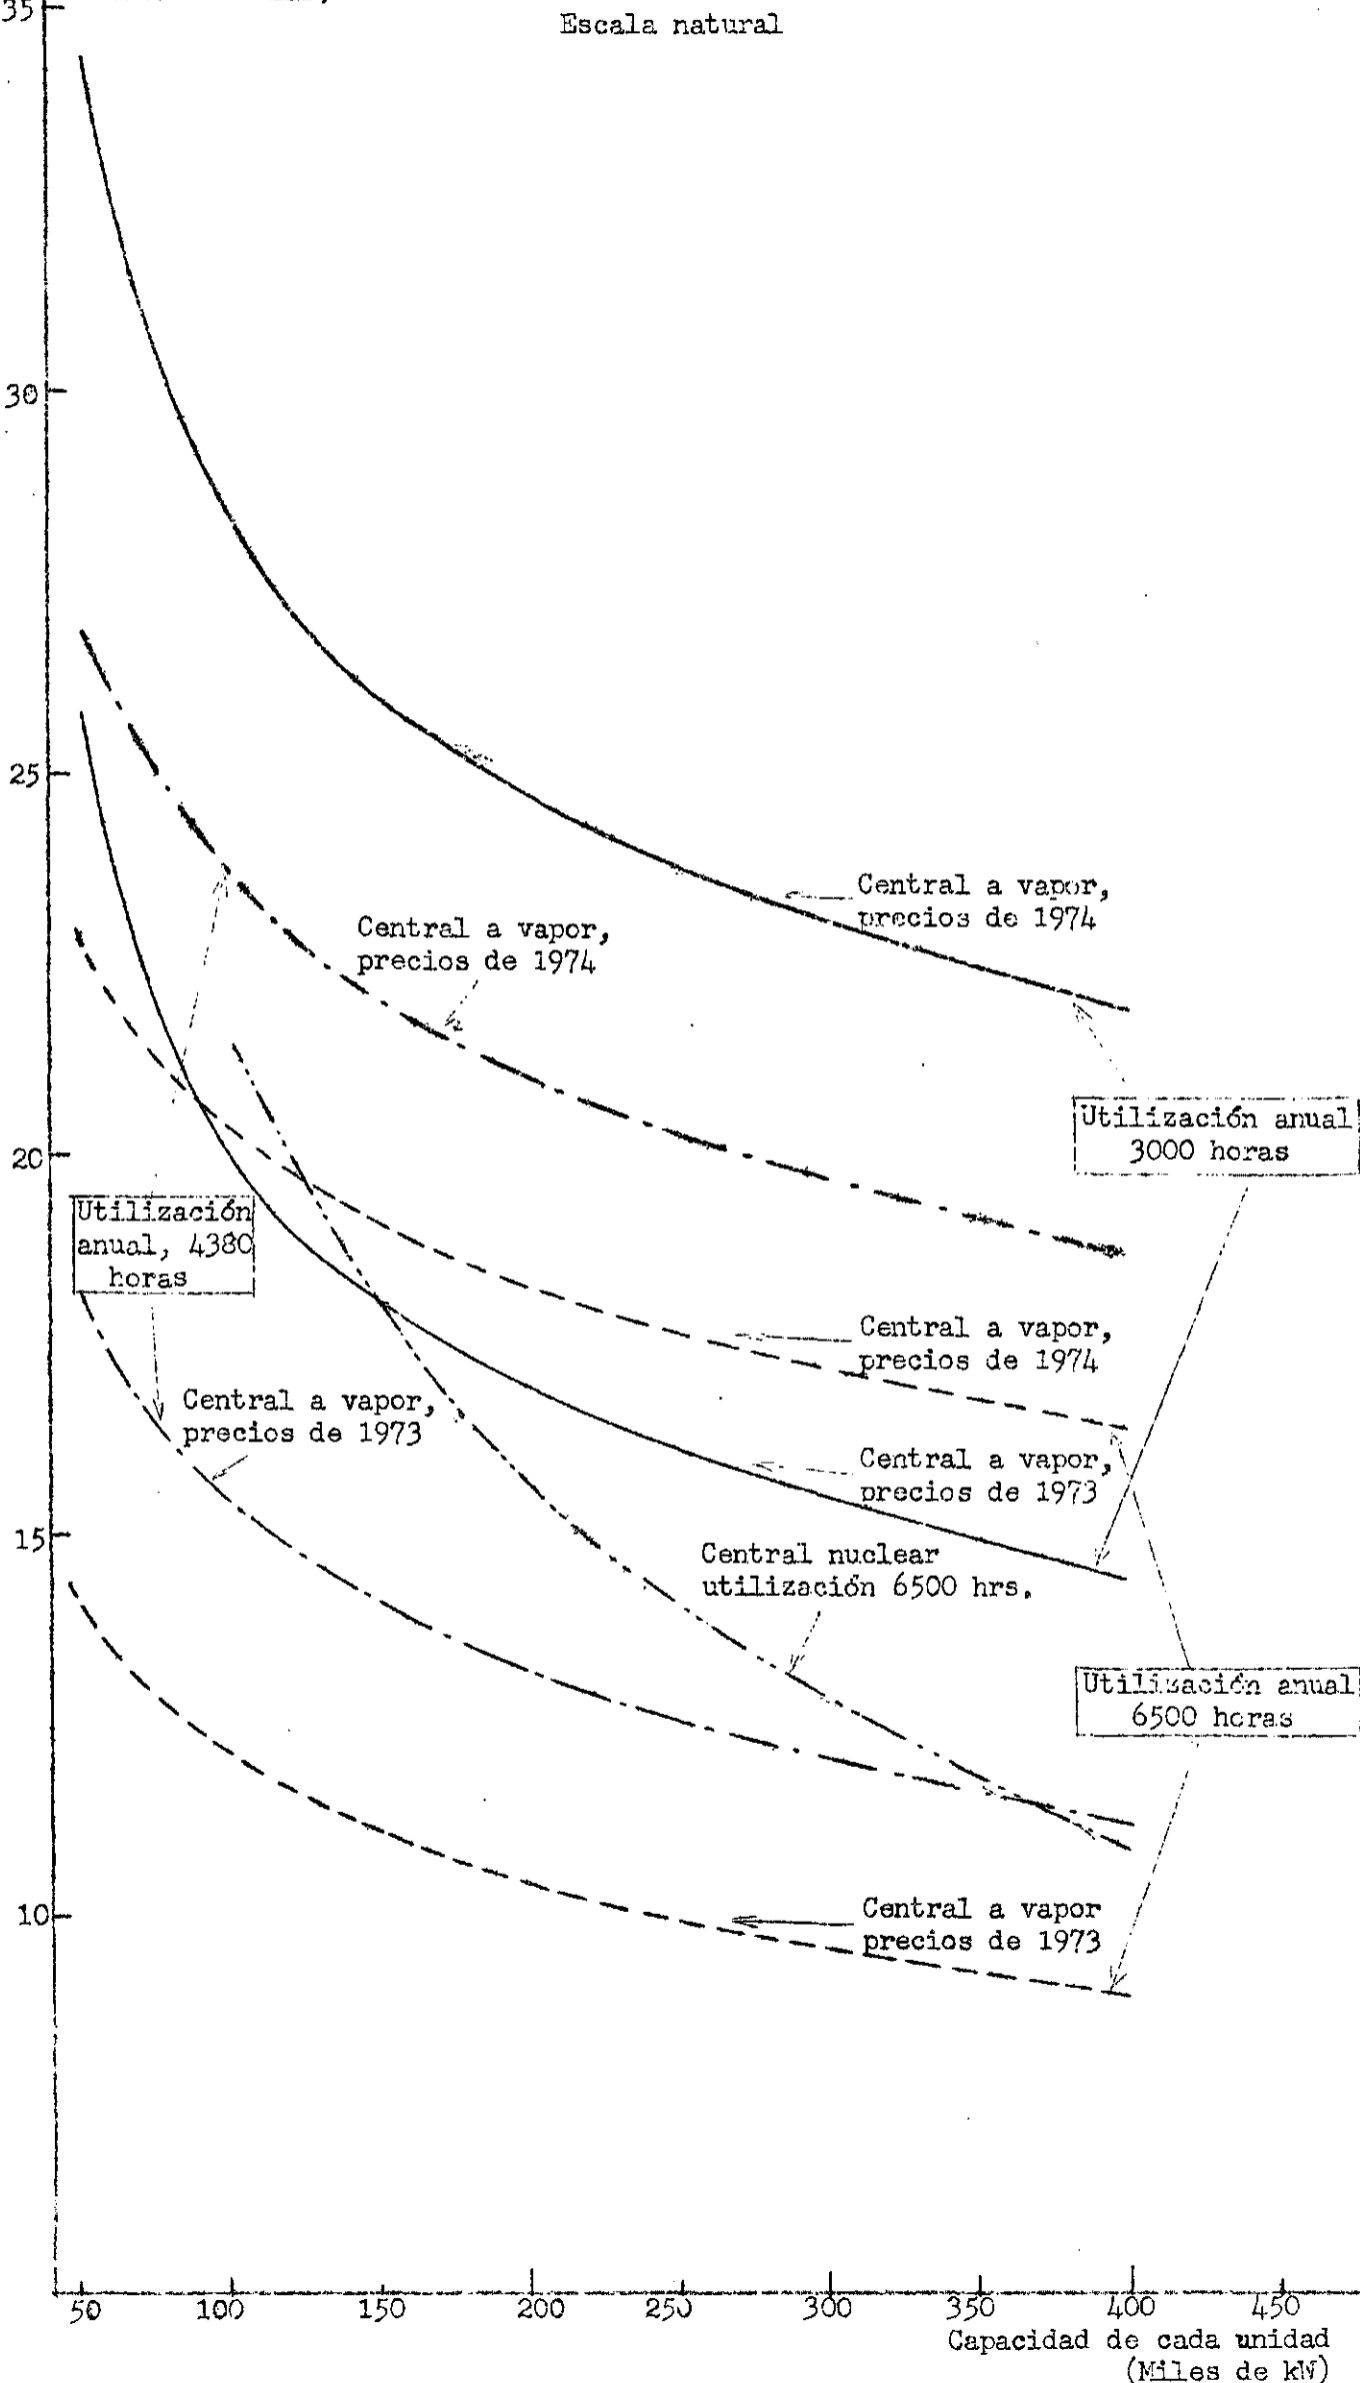 35
Escala natural
30
25
Central a vapor,
precios de 1974
Central a vapor,
precios de 1974
Utilización anual
3000 horas
20
Utilización
anual, 4380
horas
Central a vapor,
precios de 1974
Central a vapor,
precios de 1973
Central a vapor,
precios de 1973
15
Central nuclear
utilización 6500 hrs.
Utilización anual
6500 horas
10
Central a vapor
precios de 1973
50 100 150 200 250 300 350 400 450
Capacidad de cada unidad
(Miles de kW)